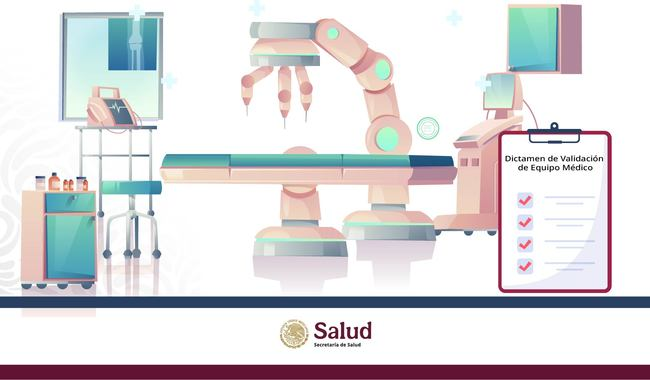 Dictamen de Validación
de Equipo Médico
Salud
Secretaría de Salud